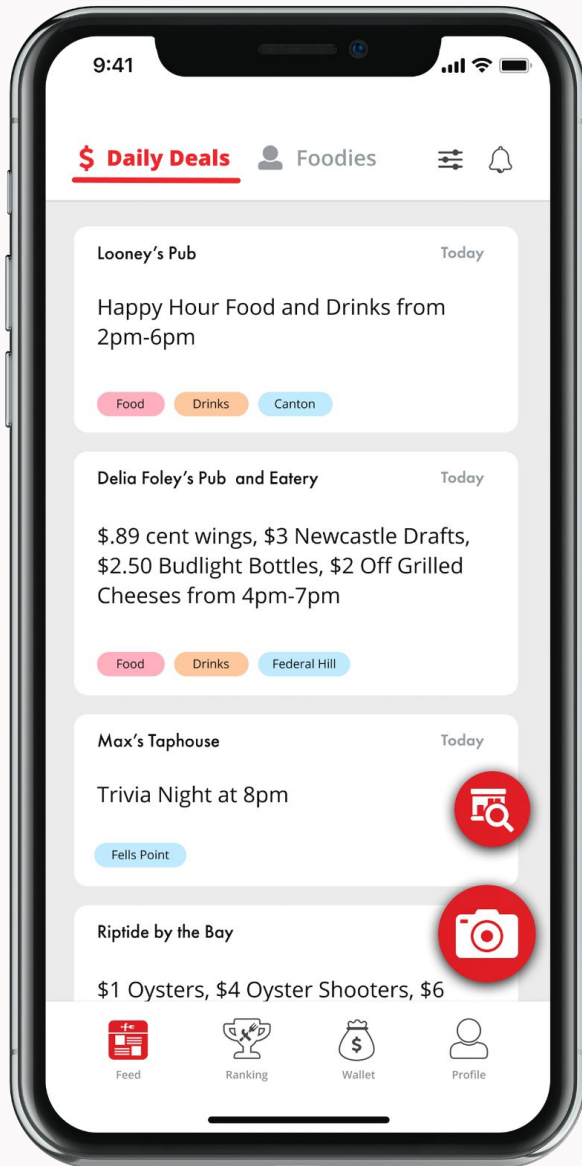 9:41
$ Daily Deals Foodies
Looney’s Pub Today
Happy Hour Food and Drinks from
2pm-6pm
Food Drinks Canton
Delia Foley’s Pub and Eatery Today
$.89 cent wings, $3 Newcastle Drafts,
$2.50 Budlight Bottles, $2 Off Grilled
Cheeses from 4pm-7pm
Food Drinks Federal Hill
Max’s Taphouse Today
Trivia Night at 8pm
Fells Point
Riptide by the Bay
$1 Oysters, $4 Oyster Shooters, $6
$
Feed Ranking Wallet Profile